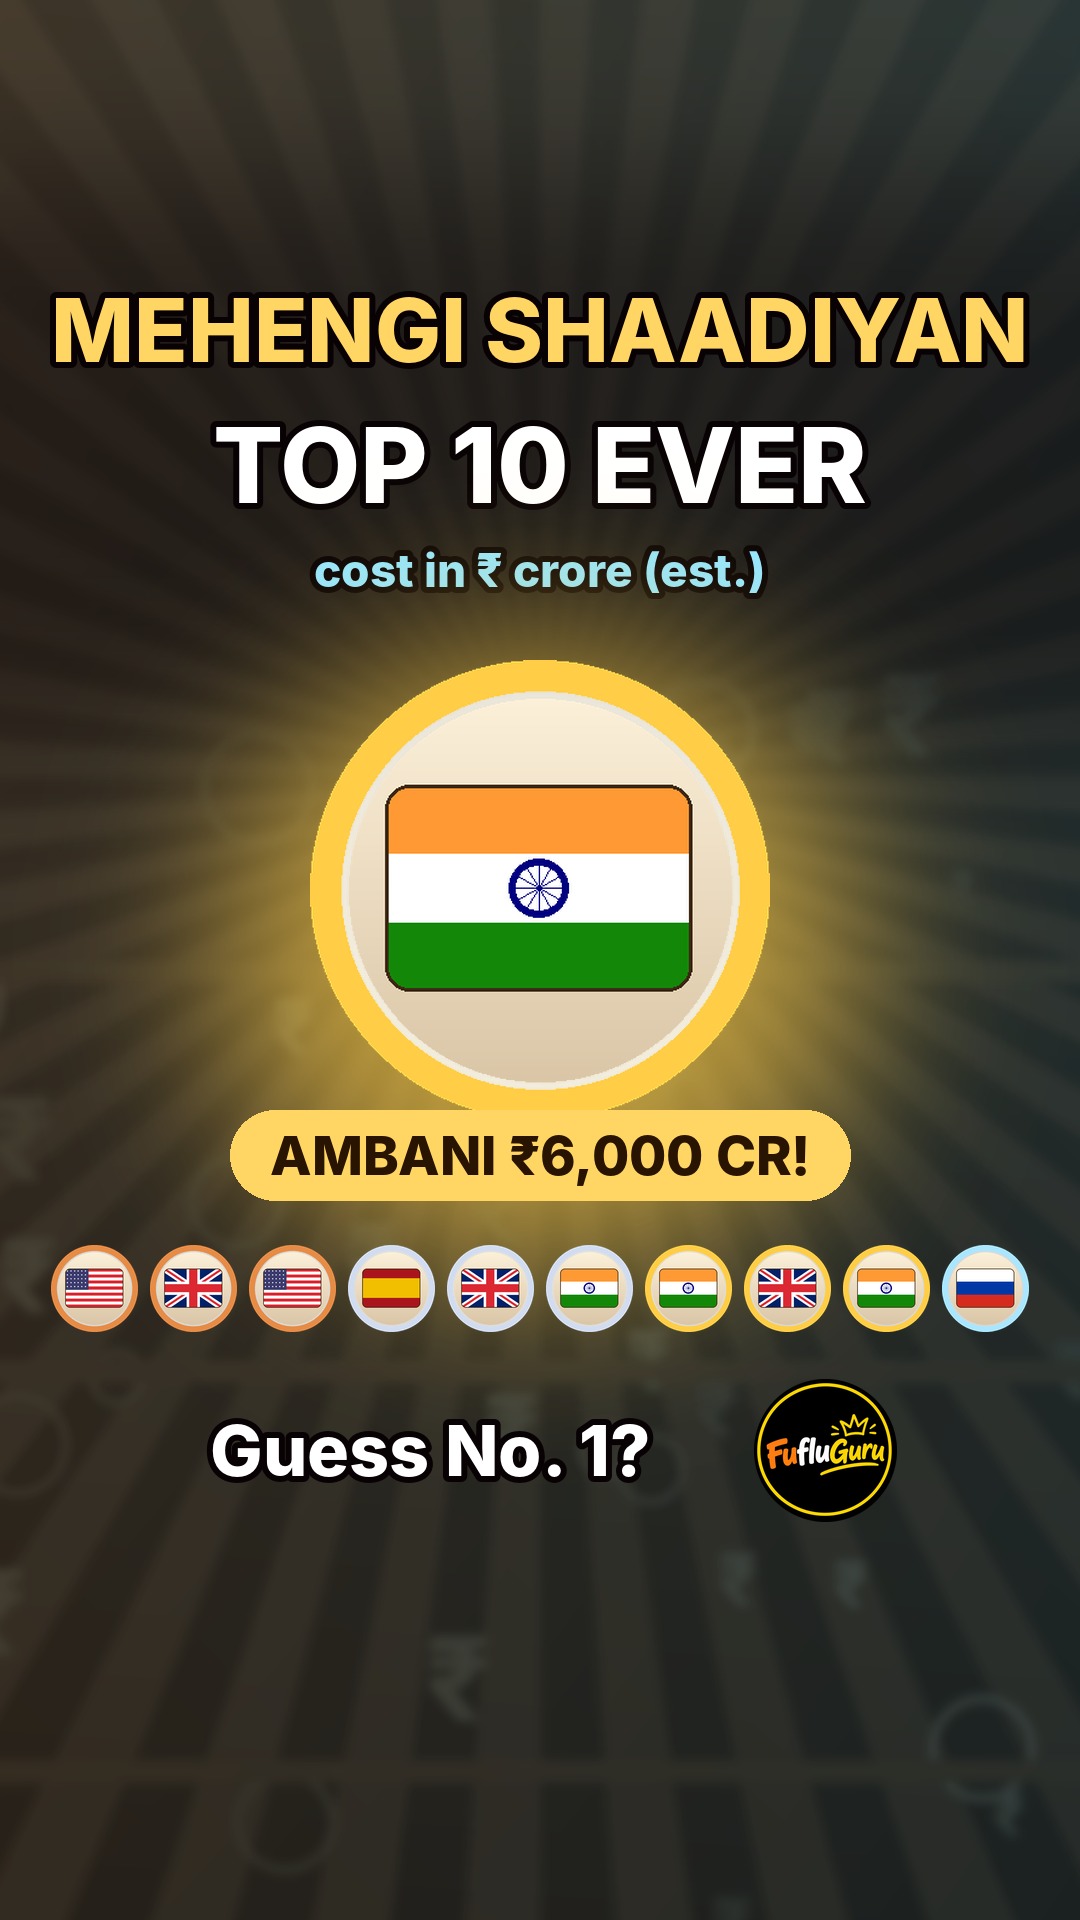 MEHENGI SHAADIYAN
TOP 10 EVER
cost in ₹ crore (est.)
AMBANI ₹6,000 CR!
Guess No. 1?
FufluGuru